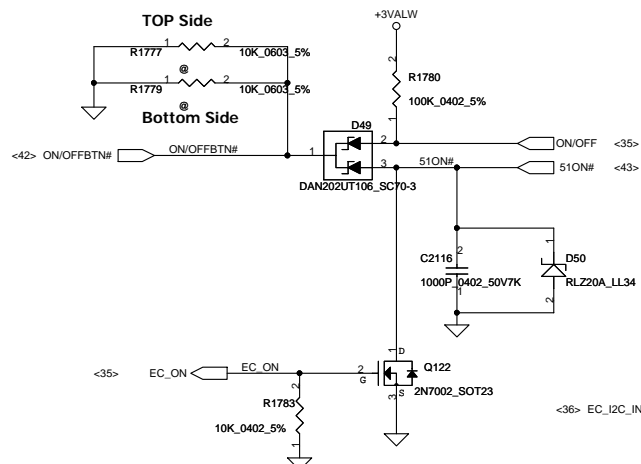 TOP Side
+3VALW
1 2
R1777 10K_0603_5%
@
1 2
R1779 10K_0603_5%
@
Bottom Side
2
R1780
100K_0402_5%
1
D49
<42> ON/OFFBTN# ON/OFFBTN# 1
2 ON/OFF <35>
3 51ON# 51ON# <43>
DAN202UT106_SC70-3
C2116 2
1000P_0402_50V7K
1
1 D50
RLZ20A_LL34
2
1 D
Q122
<35> EC_ON EC_ON 2 G
S
3 2N7002_SOT23
2
R1783
10K_0402_5%
1
<36> EC_I2C_IN